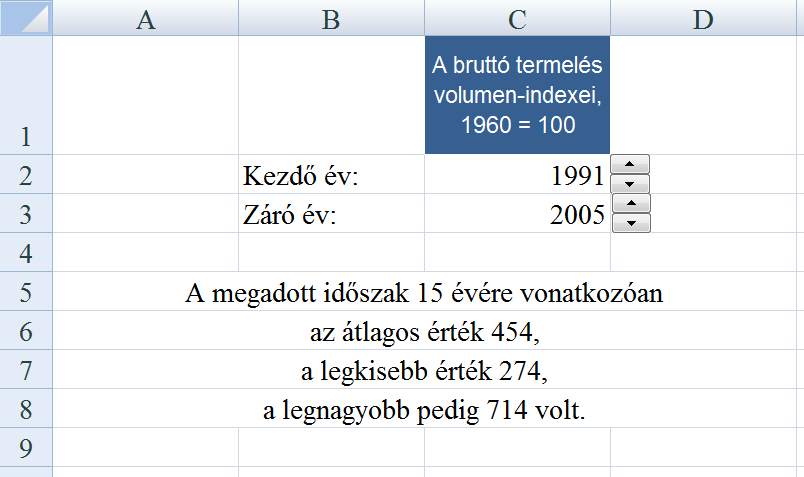 A B C D
1 A bruttó termelés
volumen-indexei,
1960 = 100
2 Kezdő év: 1991
3 Záró év: 2005
4
5 A megadott időszak 15 évére vonatkozóan
6 az átlagos érték 454,
7 a legkisebb érték 274,
8 a legnagyobb pedig 714 volt.
9